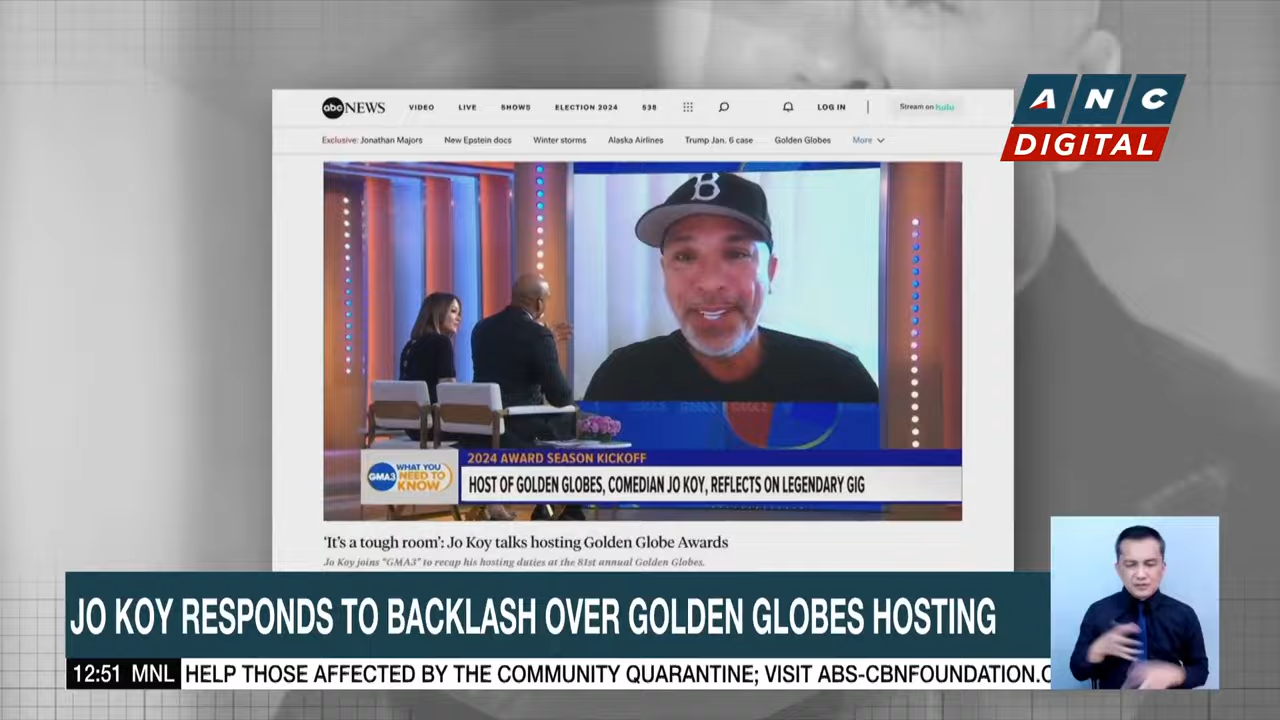 abc NEWS VIDEO LIVE SHOWS ELECTION 2024 538 LOG IN Stream on hulu
ANC
DIGITAL
Exclusive: Jonathan Majors New Epstein docs Winter storms Alaska Airlines Trump Jan. 6 case Golden Globes More
B
2024 AWARD SEASON KICKOFF
GMA3 WHAT YOU NEED TO KNOW
HOST OF GOLDEN GLOBES, COMEDIAN JO KOY, REFLECTS ON LEGENDARY GIG
'It's a tough room': Jo Koy talks hosting Golden Globe Awards
Jo Koy joins "GMA3" to recap his hosting duties at the 81st annual Golden Globes.
JO KOY RESPONDS TO BACKLASH OVER GOLDEN GLOBES HOSTING
12:51 MNL HELP THOSE AFFECTED BY THE COMMUNITY QUARANTINE; VISIT ABS-CBNFOUNDATION.C